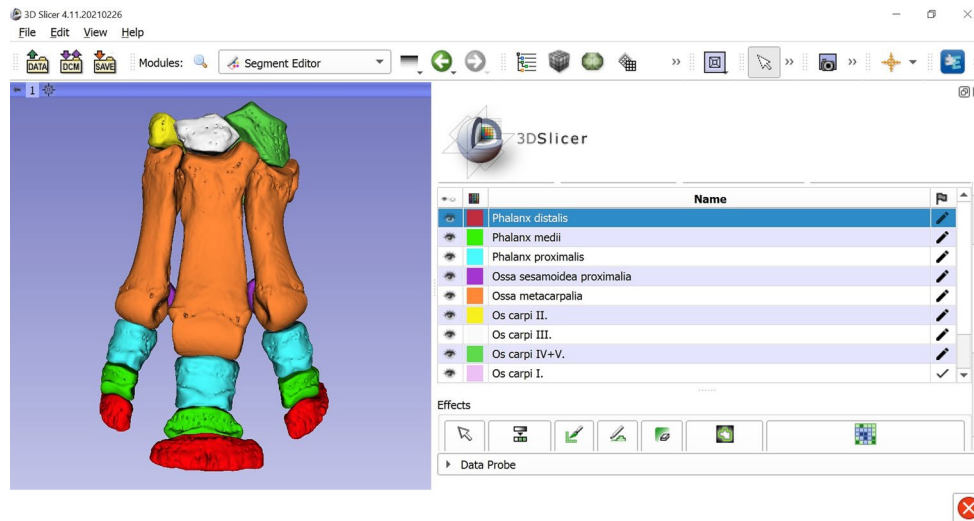 3D Slicer 4.11.20210226
File Edit View Help
DATA DCM SAVE Modules: Segment Editor
1
3DSlicer
Name
Phalanx distalis
Phalanx medii
Phalanx proximalis
Ossa sesamoidea proximalia
Ossa metacarpalia
Os carpi II.
Os carpi III.
Os carpi IV+V.
Os carpi I.
Effects
Data Probe